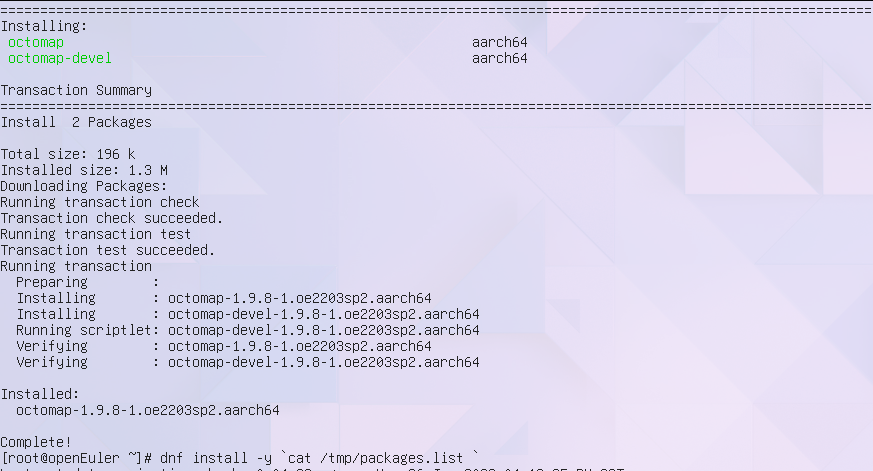 ================================================================================
Installing:
 octomap                                                   aarch64
 octomap-devel                                             aarch64
Transaction Summary
================================================================================
Install  2 Packages
Total size: 196 k
Installed size: 1.3 M
Downloading Packages:
Running transaction check
Transaction check succeeded.
Running transaction test
Transaction test succeeded.
Running transaction
  Preparing        :
  Installing       : octomap-1.9.8-1.oe2203sp2.aarch64
  Installing       : octomap-devel-1.9.8-1.oe2203sp2.aarch64
  Running scriptlet: octomap-devel-1.9.8-1.oe2203sp2.aarch64
  Verifying        : octomap-1.9.8-1.oe2203sp2.aarch64
  Verifying        : octomap-devel-1.9.8-1.oe2203sp2.aarch64
Installed:
  octomap-1.9.8-1.oe2203sp2.aarch64
Complete!
[root@openEuler ~]# dnf install -y `cat /tmp/packages.list `